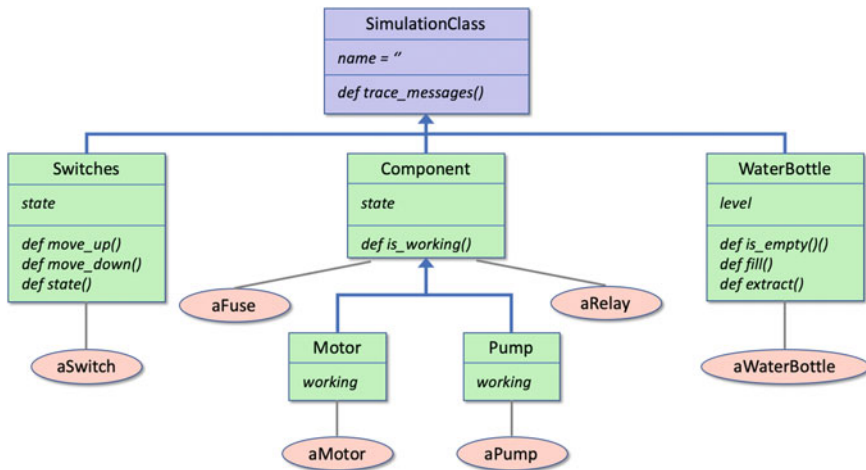 SimulationClass
name = ‘’
def trace_messages()
Switches
state
def move_up()
def move_down()
def state()
aSwitch
Component
state
def is_working()
aFuse
aRelay
Motor
working
aMotor
Pump
working
aPump
WaterBottle
level
def is_empty()()
def fill()
def extract()
aWaterBottle